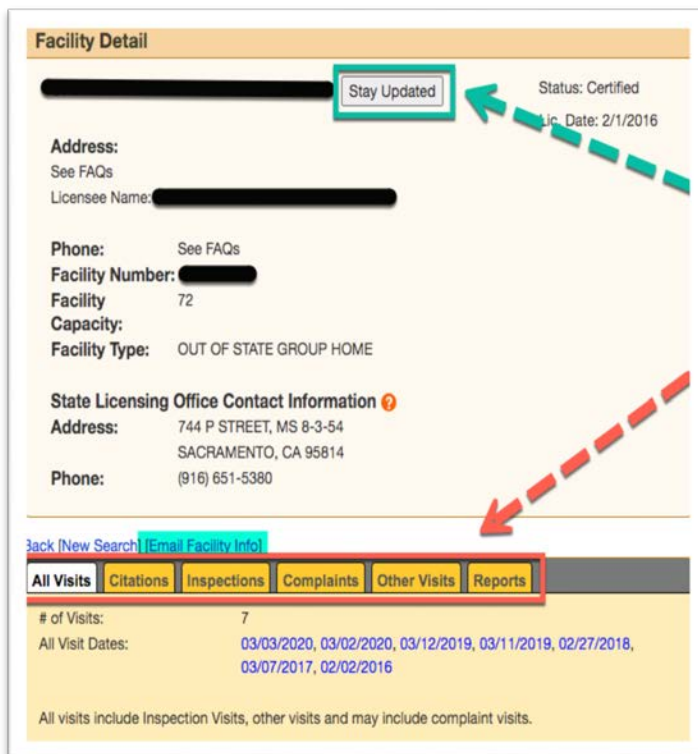 Facility Detail
Stay Updated
Status: Certified
Lic. Date: 2/1/2016
Address:
See FAQs
Licensee Name:
Phone: See FAQs
Facility Number:
Facility 72
Capacity:
Facility Type: OUT OF STATE GROUP HOME
State Licensing Office Contact Information ?
Address: 744 P STREET, MS 8-3-54
SACRAMENTO, CA 95814
Phone: (916) 651-5380
Back [New Search] [Email Facility Info]
All Visits Citations Inspections Complaints Other Visits Reports
# of Visits: 7
All Visit Dates: 03/03/2020, 03/02/2020, 03/12/2019, 03/11/2019, 02/27/2018,
03/07/2017, 02/02/2016
All visits include Inspection Visits, other visits and may include complaint visits.